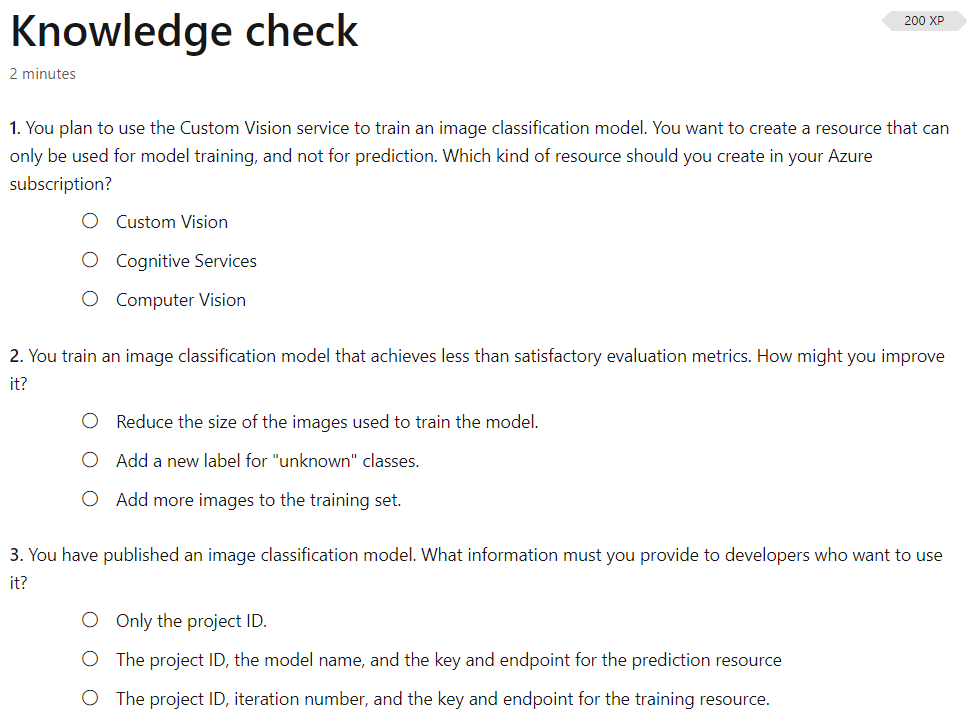 Knowledge check
200 XP
2 minutes
1. You plan to use the Custom Vision service to train an image classification model. You want to create a resource that can
only be used for model training, and not for prediction. Which kind of resource should you create in your Azure
subscription?
Custom Vision
Cognitive Services
Computer Vision
2. You train an image classification model that achieves less than satisfactory evaluation metrics. How might you improve
it?
Reduce the size of the images used to train the model.
Add a new label for "unknown" classes.
Add more images to the training set.
3. You have published an image classification model. What information must you provide to developers who want to use
it?
Only the project ID.
The project ID, the model name, and the key and endpoint for the prediction resource
The project ID, iteration number, and the key and endpoint for the training resource.